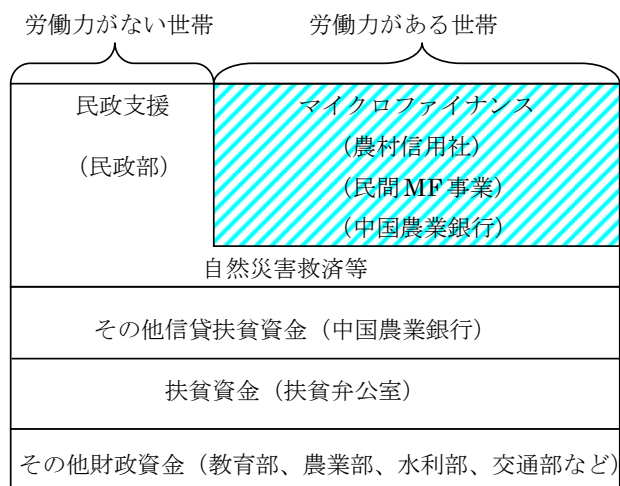 労働力がない世帯
労働力がある世帯
民政支援
(民政部)
マイクロファイナンス
(農村信用社)
(民間MF事業)
(中国農業銀行)
自然災害救済等
その他信貸扶貧資金(中国農業銀行)
扶貧資金(扶貧弁公室)
その他財政資金(教育部、農業部、水利部、交通部など)